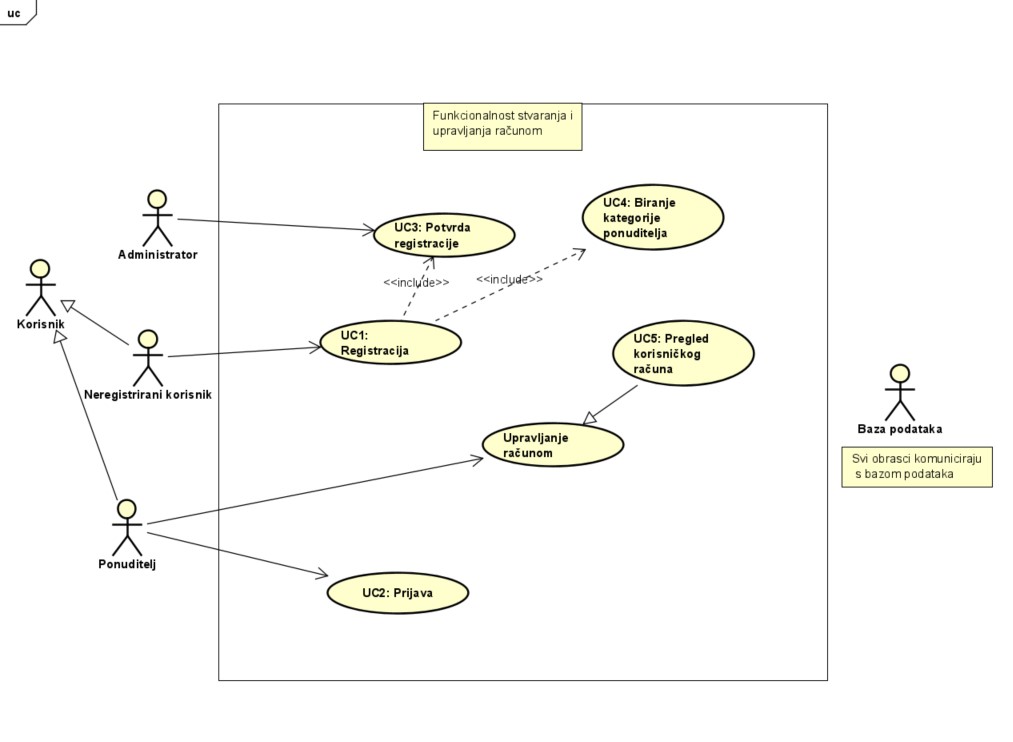 uc
Funkcionalnost stvaranja i
upravljanja računom
Administrator
UC3: Potvrda
registracije
UC4: Biranje
kategorije
ponuditelja
<<include>>
<<include>>
Korisnik
Neregistrirani korisnik
UC1:
Registracija
UC5: Pregled
korisničkog
računa
Baza podataka
Svi obrasci komuniciraju
s bazom podataka
Upravljanje
računom
Ponuditelj
UC2: Prijava